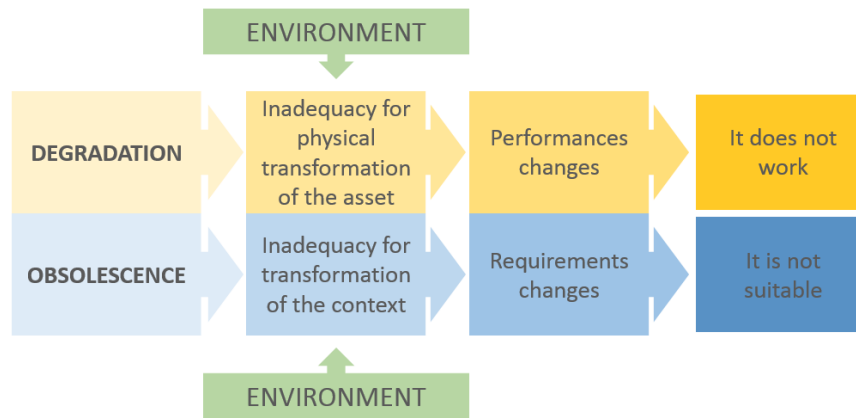 ENVIRONMENT
DEGRADATION
Inadequacy for
physical
transformation
of the asset
Performances
changes
It does not
work
OBSOLESCENCE
Inadequacy for
transformation
of the context
Requirements
changes
It is not
suitable
ENVIRONMENT